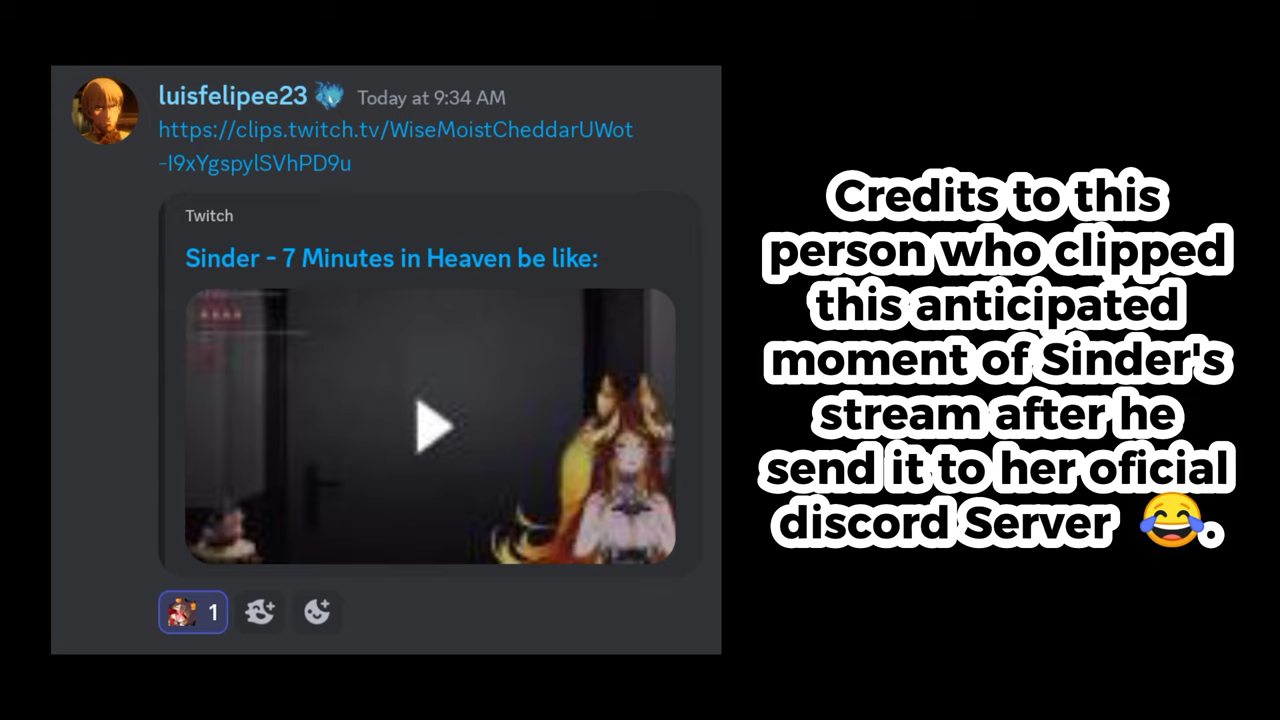 luisfelipee23 Today at 9:34 AM
https://clips.twitch.tv/WiseMoistCheddarUWot
-I9xYgspylSVhPD9u
Twitch
Sinder - 7 Minutes in Heaven be like:
1
Credits to this
person who clipped
this anticipated
moment of Sinder's
stream after he
send it to her oficial
discord Server 😂.